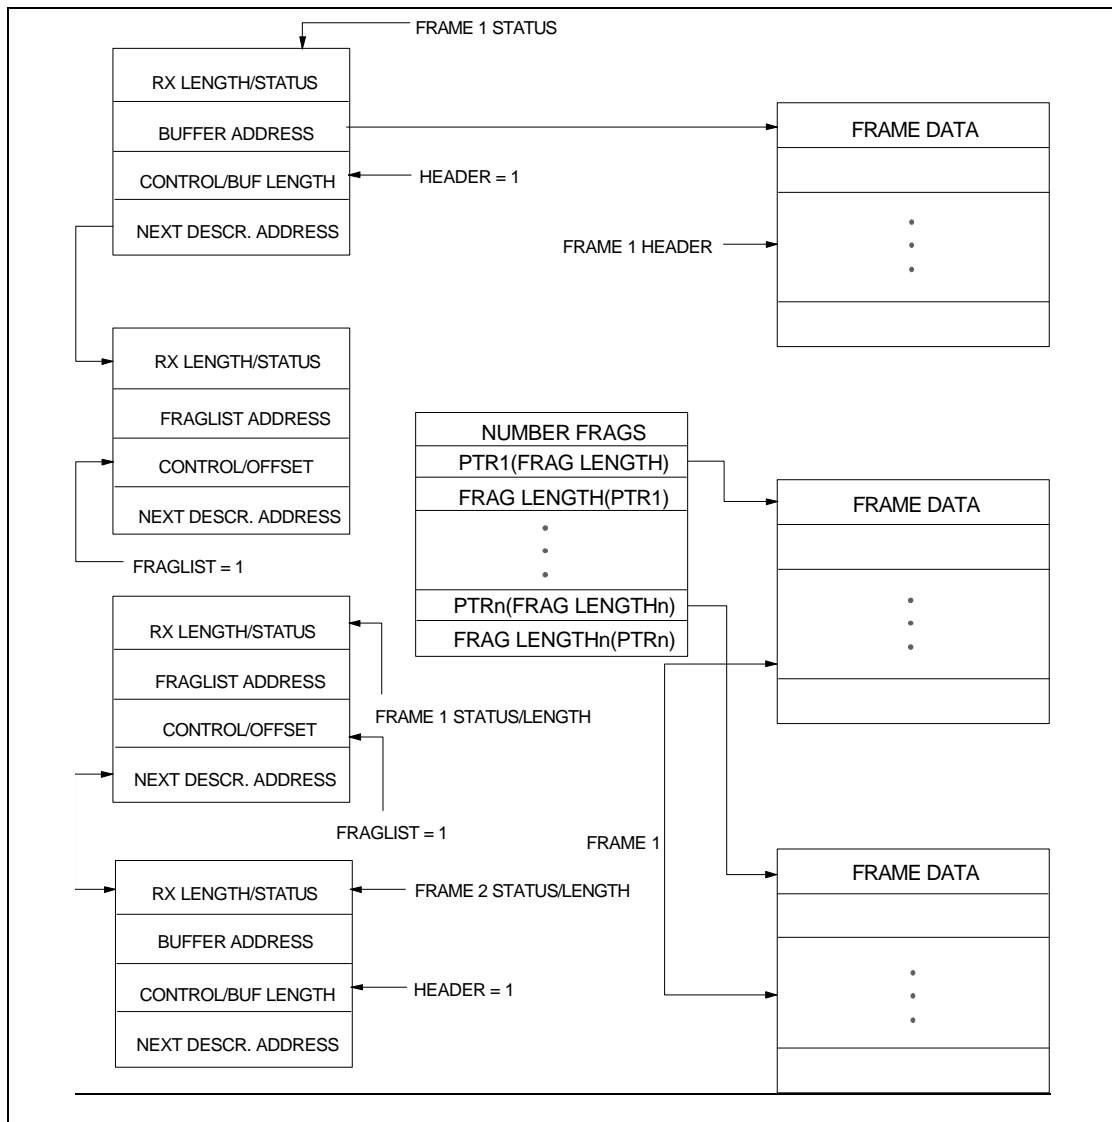 FRAME 1 STATUS
RX LENGTH/STATUS
BUFFER ADDRESS
CONTROL/BUF LENGTH
NEXT DESCR. ADDRESS
HEADER = 1
FRAME DATA
FRAME 1 HEADER
RX LENGTH/STATUS
FRAGLIST ADDRESS
CONTROL/OFFSET
NEXT DESCR. ADDRESS
FRAGLIST = 1
NUMBER FRAGS
PTR1(FRAG LENGTH)
FRAG LENGTH(PTR1)
PTRn(FRAG LENGTHn)
FRAG LENGTHn(PTRn)
FRAME DATA
RX LENGTH/STATUS
FRAGLIST ADDRESS
CONTROL/OFFSET
NEXT DESCR. ADDRESS
FRAME 1 STATUS/LENGTH
FRAGLIST = 1
FRAME 1
FRAME DATA
RX LENGTH/STATUS
BUFFER ADDRESS
CONTROL/BUF LENGTH
NEXT DESCR. ADDRESS
FRAME 2 STATUS/LENGTH
HEADER = 1